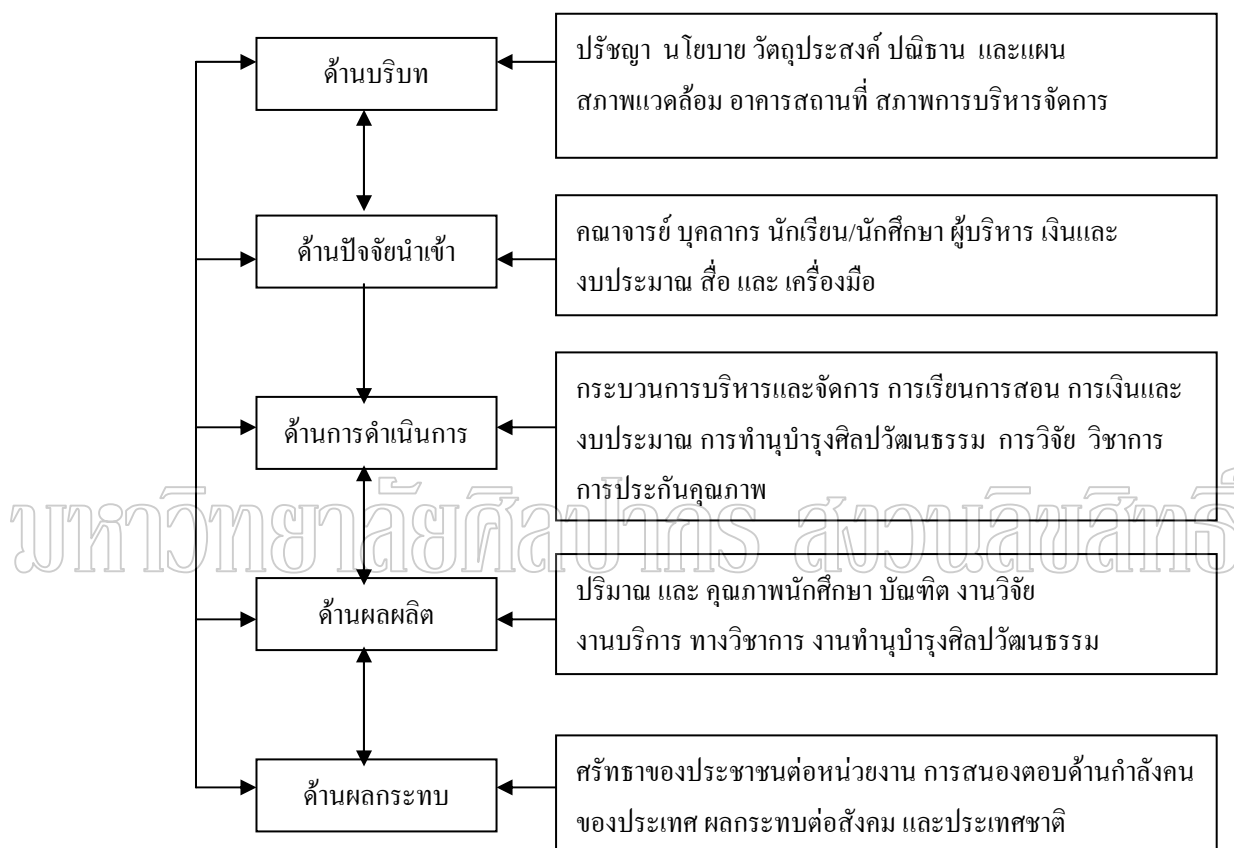 ด้านบริบท
ปรัชญา นโยบาย วัตถุประสงค์ ปณิธาน และแผน
สภาพแวดล้อม อาคารสถานที่ สภาพการบริหารจัดการ
ด้านปัจจัยนำเข้า
คณาจารย์ บุคลากร นักเรียน/นักศึกษา ผู้บริหาร เงินและ
งบประมาณ สื่อ และ เครื่องมือ
ด้านการดำเนินการ
กระบวนการบริหารและจัดการ การเรียนการสอน การเงินและ
งบประมาณ การทำนุบำรุงศิลปวัฒนธรรม การวิจัย วิชาการ
การประกันคุณภาพ
มหาวิทยาลัยศิลปากร สงวนลิขสิทธิ์
ด้านผลผลิต
ปริมาณ และ คุณภาพนักศึกษา บัณฑิต งานวิจัย
งานบริการ ทางวิชาการ งานทำนุบำรุงศิลปวัฒนธรรม
ด้านผลกระทบ
ศรัทธาของประชาชนต่อหน่วยงาน การสนองตอบด้านกำลังคน
ของประเทศ ผลกระทบต่อสังคม และประเทศชาติ